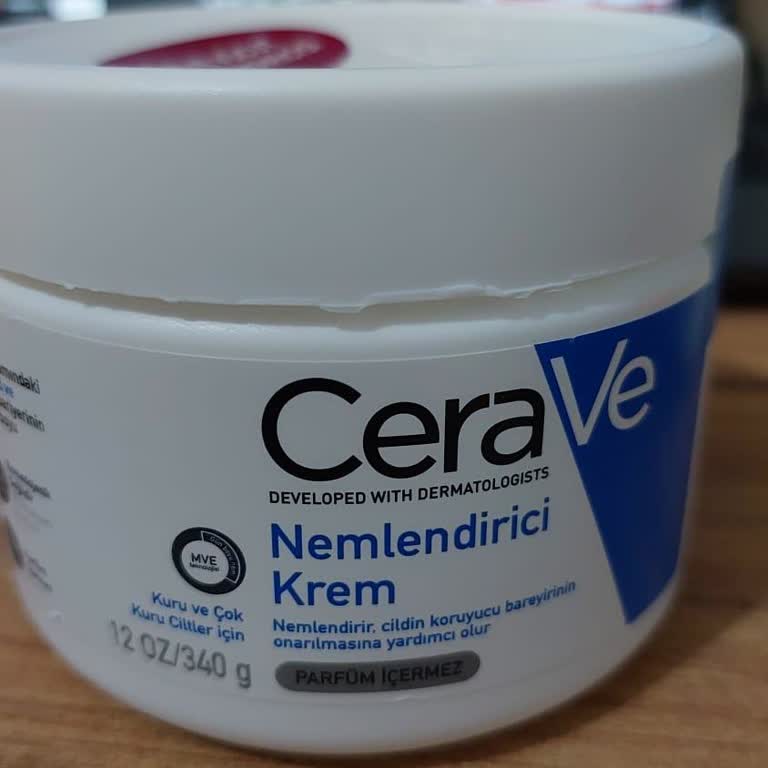 CeraVe
DEVELOPED WITH DERMATOLOGISTS
Nemlendirici
Krem
Nemlendirir, cildin koruyucu bareyirinin
onarılmasına yardımcı olur
PARFÜM İÇERMEZ
MVE
teknolojisi
Kuru ve Çok
Kuru Ciltler için
12 OZ/340 g